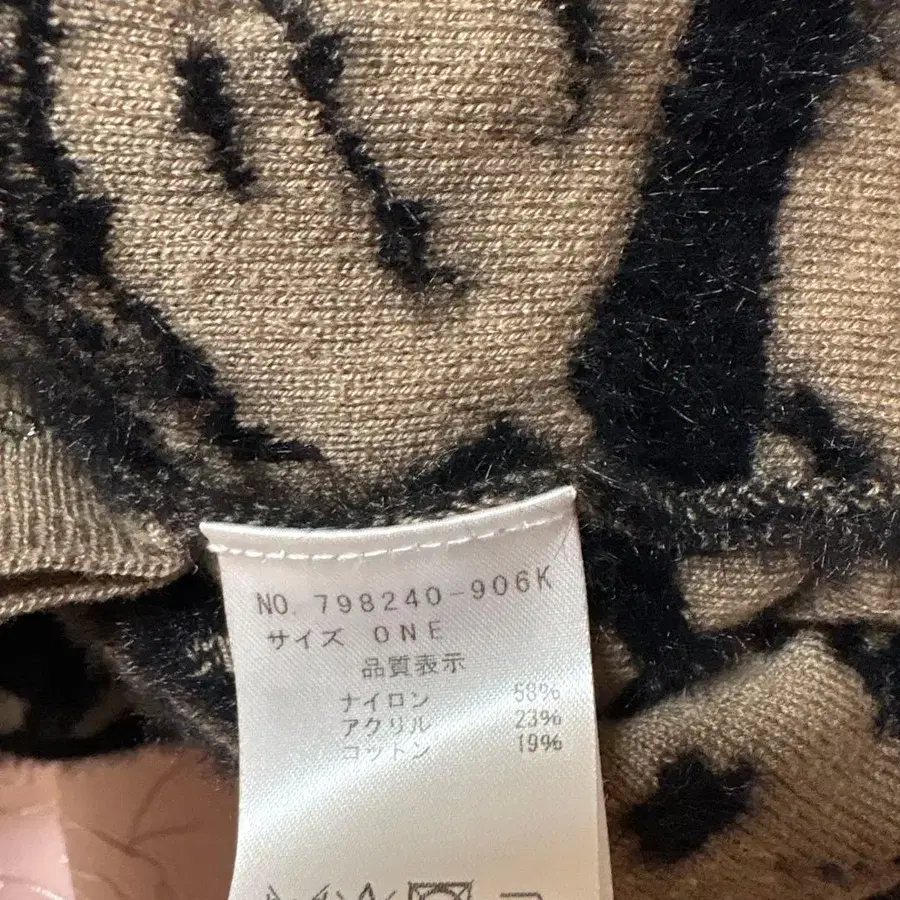 NO. 798240-906K
サイズ ONE
品質表示
ナイロン 58%
アクリル 23%
コットン 19%